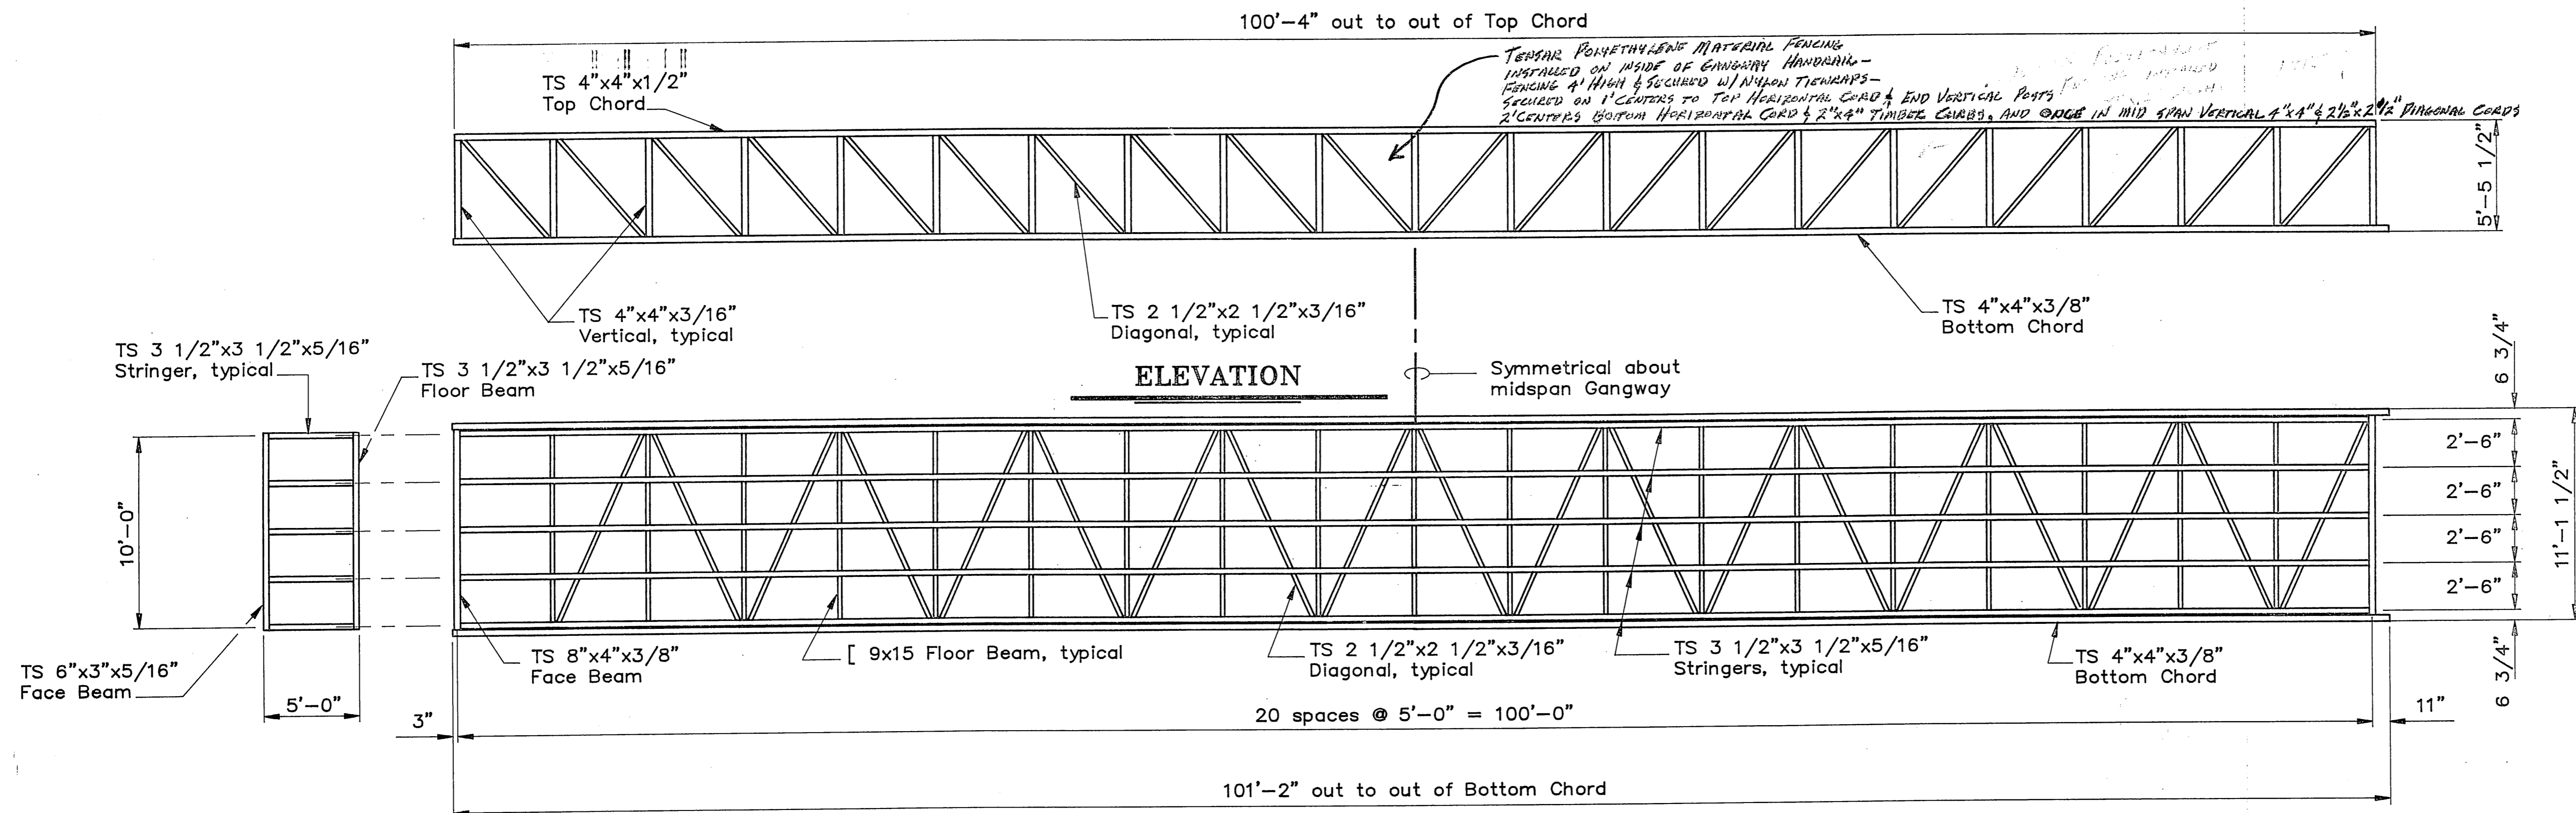 100'-4" out to out of Top Chord
TENSAR POLYETHYLENE MATERIAL FENCING
INSTALLED ON INSIDE OF GANGWAY HANDRAIL-
FENCING 4' HIGH & SECURED W/ NYLON TIEWRAPS-
SECURED ON 1' CENTERS TO TOP HORIZONTAL CORD & END VERTICAL POSTS
2' CENTERS BOTTOM HORIZONTAL CORD & 2"x4" TIMBER CURBS, AND ONCE IN MID SPAN VERTICAL 4"x4" & 2½"x2½" DIAGONAL CORDS
TS 4"x4"x1/2"
Top Chord
5'-5 1/2"
TS 4"x4"x3/16"
Vertical, typical
TS 2 1/2"x2 1/2"x3/16"
Diagonal, typical
TS 4"x4"x3/8"
Bottom Chord
TS 3 1/2"x3 1/2"x5/16"
Stringer, typical
TS 3 1/2"x3 1/2"x5/16"
Floor Beam
ELEVATION
Symmetrical about
midspan Gangway
6 3/4"
10'-0"
2'-6"
2'-6"
2'-6"
2'-6"
11'-1 1/2"
TS 6"x3"x5/16"
Face Beam
TS 8"x4"x3/8"
Face Beam
[ 9x15 Floor Beam, typical
TS 2 1/2"x2 1/2"x3/16"
Diagonal, typical
TS 3 1/2"x3 1/2"x5/16"
Stringers, typical
TS 4"x4"x3/8"
Bottom Chord
6 3/4"
5'-0"
3"
20 spaces @ 5'-0" = 100'-0"
11"
101'-2" out to out of Bottom Chord